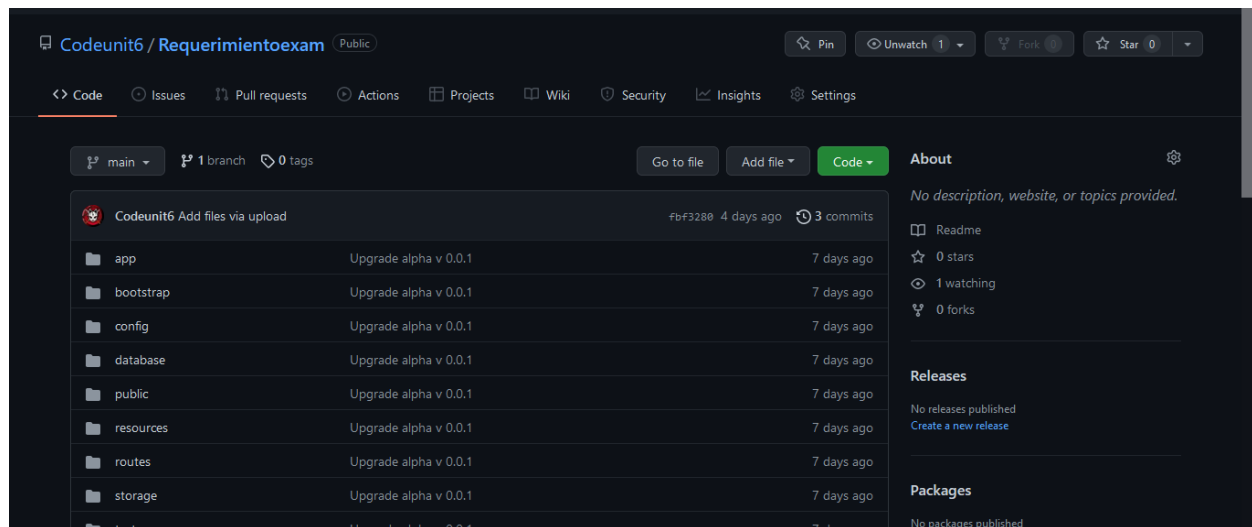 Codeunit6 / Requerimientoexam Public
Pin Unwatch 1 Fork 0 Star 0
Code Issues Pull requests Actions Projects Wiki Security Insights Settings
main 1 branch 0 tags Go to file Add file Code
Codeunit6 Add files via upload fbf3280 4 days ago 3 commits
app Upgrade alpha v 0.0.1 7 days ago
bootstrap Upgrade alpha v 0.0.1 7 days ago
config Upgrade alpha v 0.0.1 7 days ago
database Upgrade alpha v 0.0.1 7 days ago
public Upgrade alpha v 0.0.1 7 days ago
resources Upgrade alpha v 0.0.1 7 days ago
routes Upgrade alpha v 0.0.1 7 days ago
storage Upgrade alpha v 0.0.1 7 days ago
About
No description, website, or topics provided.
Readme
0 stars
1 watching
0 forks
Releases
No releases published
Create a new release
Packages
No packages published